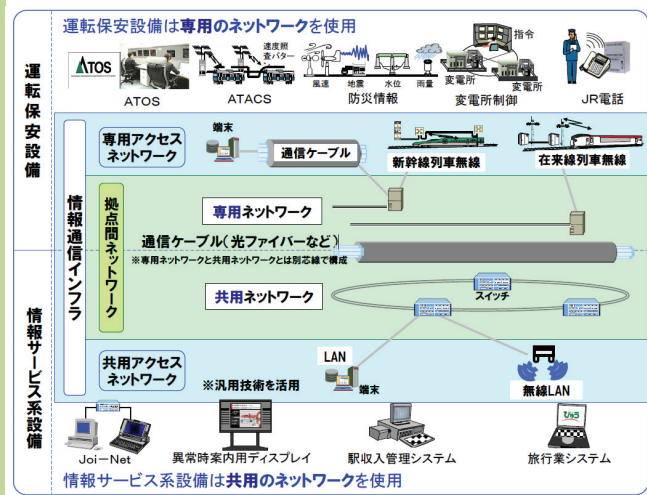 運転保安設備は専用のネットワークを使用
運転保安設備
ATOS
ATOS
速度照
査パター
ATACS
風速
地震
水位
雨量
防災情報
指令
変電所
変電所
変電所制御
JR電話
情報通信インフラ
専用アクセス
ネットワーク
端末
通信ケーブル
新幹線列車無線
在来線列車無線
拠点間ネットワーク
専用ネットワーク
通信ケーブル(光ファイバーなど)
※専用ネットワークと共用ネットワークとは別芯線で構成
共用ネットワーク
スイッチ
情報サービス系設備
共用アクセス
ネットワーク
※汎用技術を活用
LAN
端末
無線LAN
Joi－Net
異常時案内用ディスプレイ
駅収入管理システム
びゅう
旅行業システム
情報サービス系設備は共用のネットワークを使用